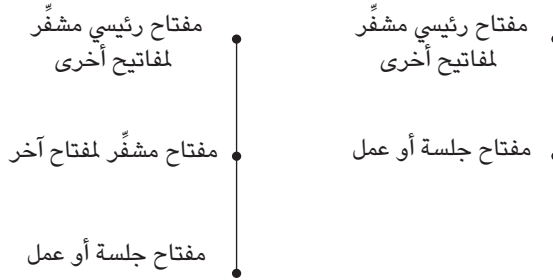 مفتاح رئيسي مشفِّر
لمفاتيح أخرى
مفتاح جلسة أو عمل
مفتاح رئيسي مشفِّر
لمفاتيح أخرى
مفتاح مشفِّر لمفتاح آخر
مفتاح جلسة أو عمل